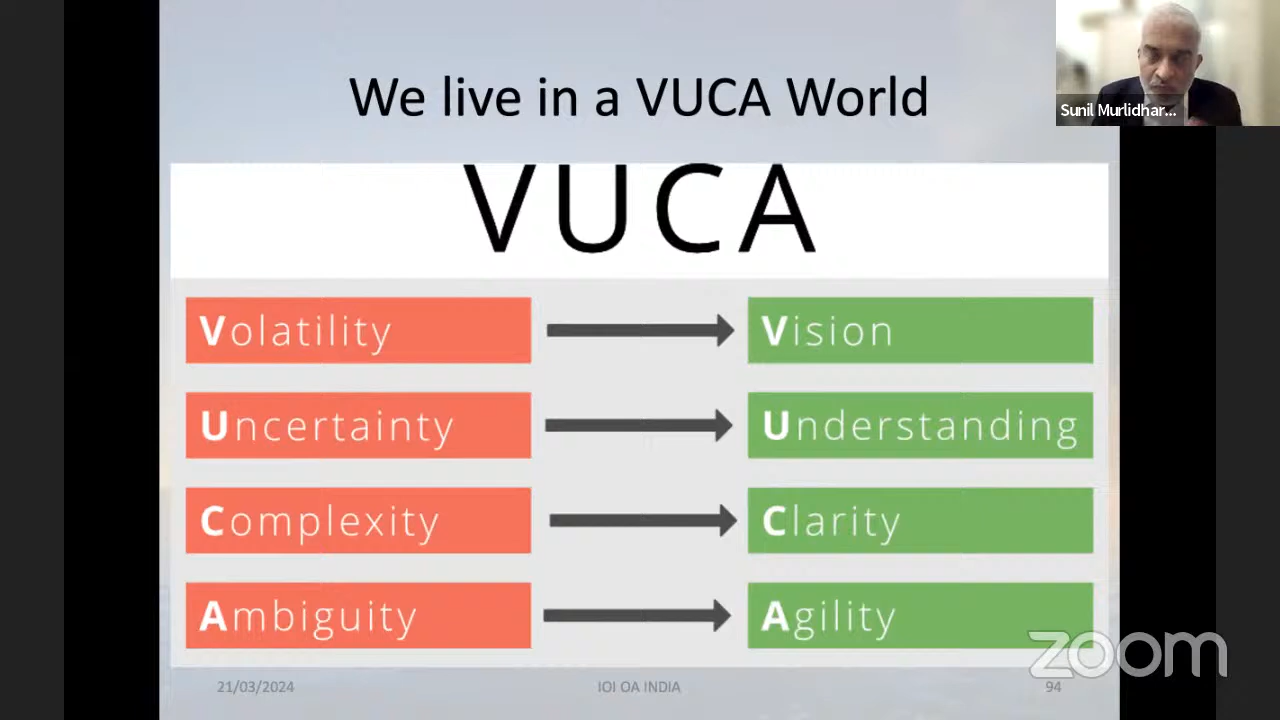 We live in a VUCA World
Sunil Murlidhar...
VUCA
Volatility
Vision
Uncertainty
Understanding
Complexity
Clarity
Ambiguity
Agility
zoom
21/03/2024
IOI OA INDIA
94